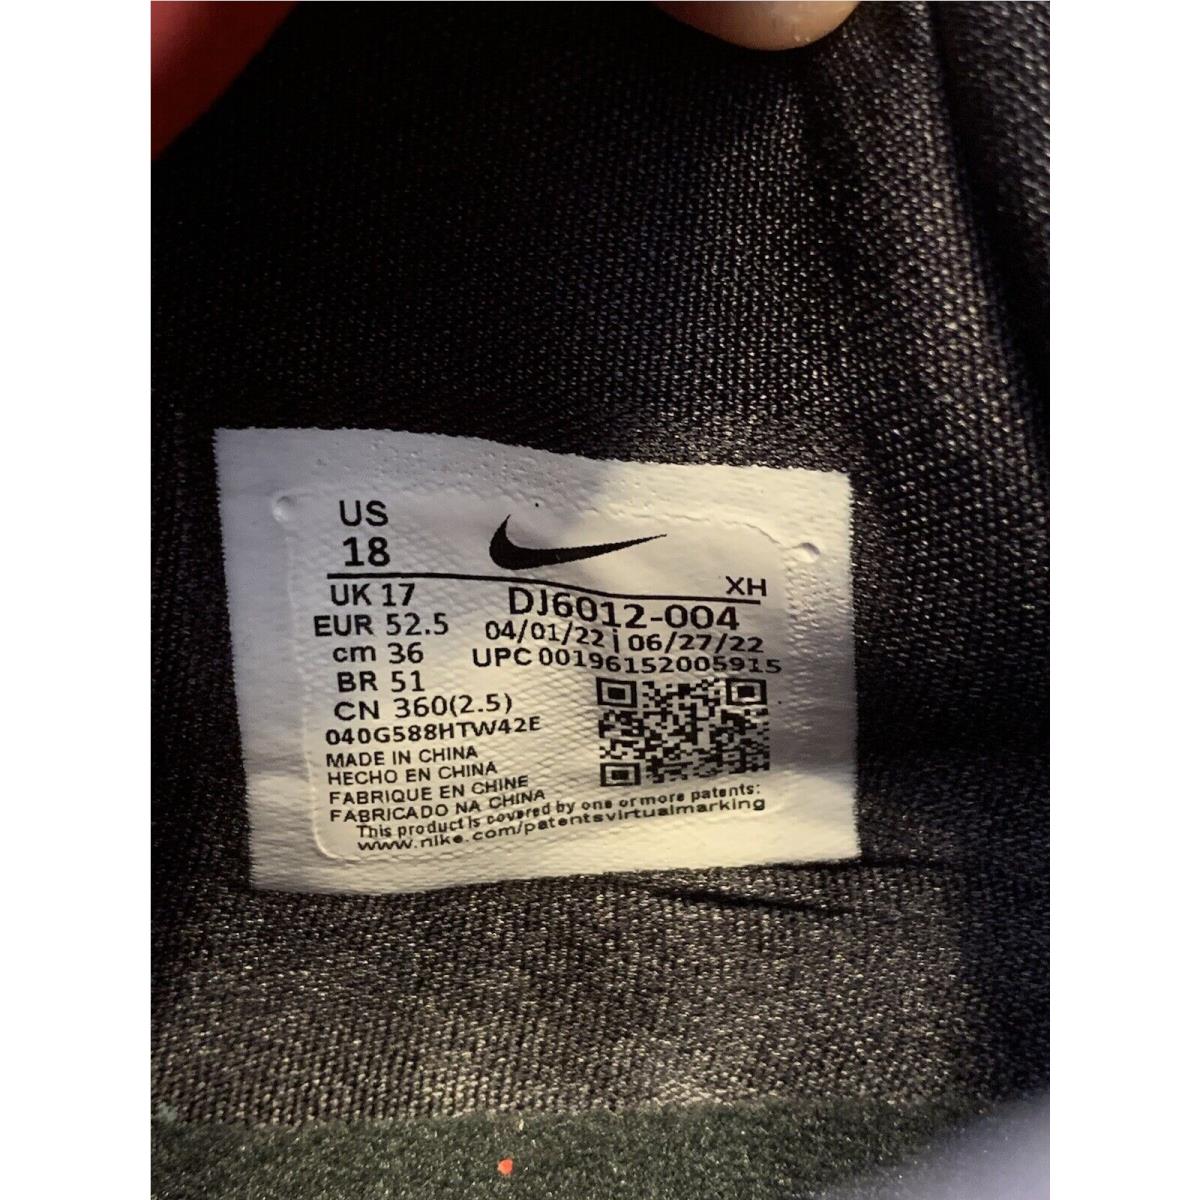 US
18
XH
UK 17
DJ6012-004
EUR 52.5
04/01/22 | 06/27/22
cm 36
UPC 00196152005915
BR 51
CN 360(2.5)
040G588HTW42E
MADE IN CHINA
HECHO EN CHINA
FABRIQUE EN CHINE
FABRICADO NA CHINA
This product is covered by one or more patents:
www.nike.com/patentsvirtualmarking